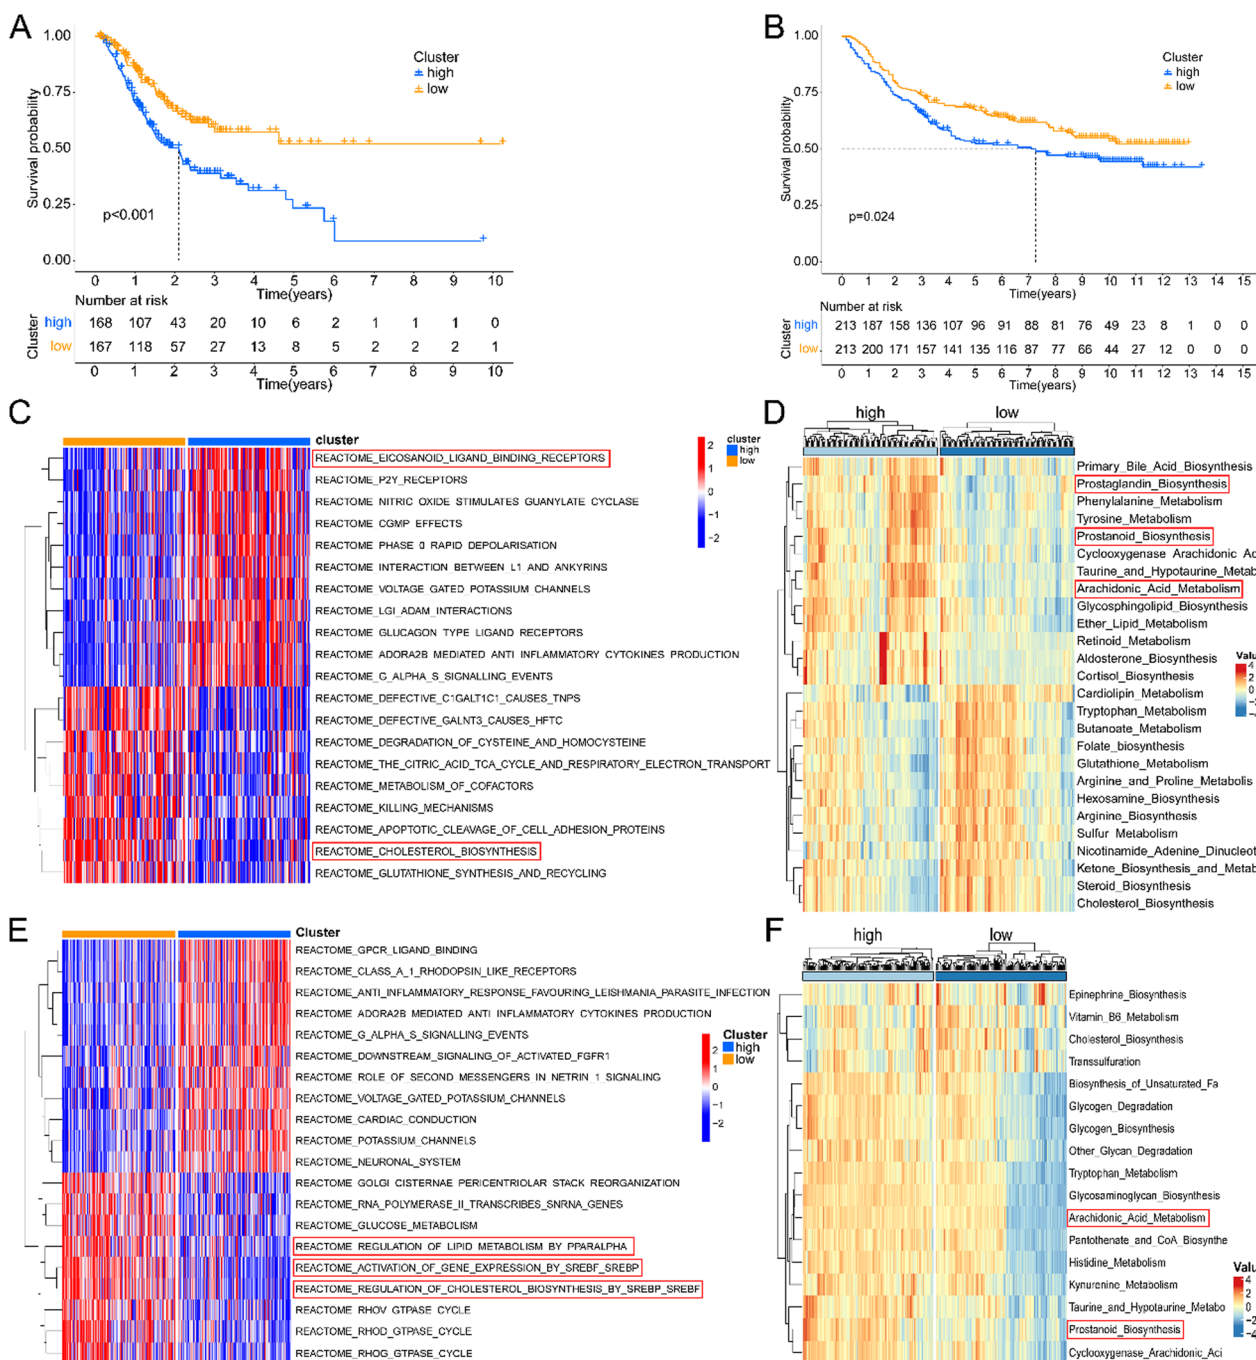 A
1.00
0.75
0.50
0.25
0.00
Survival probability
Cluster
high
low
p<0.001
0 1 2 3 4 5 6 7 8 9 10
Time(years)
Number at risk
Cluster
high 168 107 43 20 10 6 2 1 1 1 0
low 167 118 57 27 13 8 5 2 2 2 1
0 1 2 3 4 5 6 7 8 9 10
Time(years)
B
1.00
0.75
0.50
0.25
0.00
Survival probability
Cluster
high
low
p=0.024
0 1 2 3 4 5 6 7 8 9 10 11 12 13 14 15
Time(years)
Number at risk
Cluster
high 213 187 158 136 107 96 91 88 81 76 49 23 8 1 0 0
low 213 200 171 157 141 135 116 87 77 66 44 27 12 0 0 0
0 1 2 3 4 5 6 7 8 9 10 11 12 13 14 15
Time(years)
C
cluster
REACTOME_EICOSANOID_LIGAND_BINDING_RECEPTORS
REACTOME_P2Y_RECEPTORS
REACTOME_NITRIC_OXIDE_STIMULATES_GUANYLATE_CYCLASE
REACTOME_CGMP_EFFECTS
REACTOME_PHASE_0_RAPID_DEPOLARISATION
REACTOME_INTERACTION_BETWEEN_L1_AND_ANKYRINS
REACTOME_VOLTAGE_GATED_POTASSIUM_CHANNELS
REACTOME_LGI_ADAM_INTERACTIONS
REACTOME_GLUCAGON_TYPE_LIGAND_RECEPTORS
REACTOME_ADORA2B_MEDIATED_ANTI_INFLAMMATORY_CYTOKINES_PRODUCTION
REACTOME_G_ALPHA_S_SIGNALLING_EVENTS
REACTOME_DEFECTIVE_C1GALT1C1_CAUSES_TNPS
REACTOME_DEFECTIVE_GALNT3_CAUSES_HFTC
REACTOME_DEGRADATION_OF_CYSTEINE_AND_HOMOCYSTEINE
REACTOME_THE_CITRIC_ACID_TCA_CYCLE_AND_RESPIRATORY_ELECTRON_TRANSPORT
REACTOME_METABOLISM_OF_COFACTORS
REACTOME_KILLING_MECHANISMS
REACTOME_APOPTOTIC_CLEAVAGE_OF_CELL_ADHESION_PROTEINS
REACTOME_CHOLESTEROL_BIOSYNTHESIS
REACTOME_GLUTATHIONE_SYNTHESIS_AND_RECYCLING
2
1
0
−1
−2
cluster
high
low
D
high low
Primary_Bile_Acid_Biosynthesis
Prostaglandin_Biosynthesis
Phenylalanine_Metabolism
Tyrosine_Metabolism
Prostanoid_Biosynthesis
Cyclooxygenase_Arachidonic_Ac
Taurine_and_Hypotaurine_Metab
Arachidonic_Acid_Metabolism
Glycosphingolipid_Biosynthesis
Ether_Lipid_Metabolism
Retinoid_Metabolism
Aldosterone_Biosynthesis
Cortisol_Biosynthesis
Cardiolipin_Metabolism
Tryptophan_Metabolism
Butanoate_Metabolism
Folate_biosynthesis
Glutathione_Metabolism
Arginine_and_Proline_Metabolis
Hexosamine_Biosynthesis
Arginine_Biosynthesis
Sulfur_Metabolism
Nicotinamide_Adenine_Dinucleot
Ketone_Biosynthesis_and_Metab
Steroid_Biosynthesis
Cholesterol_Biosynthesis
Valu
4
2
0
−2
E
Cluster
REACTOME_GPCR_LIGAND_BINDING
REACTOME_CLASS_A_1_RHODOPSIN_LIKE_RECEPTORS
REACTOME_ANTI_INFLAMMATORY_RESPONSE_FAVOURING_LEISHMANIA_PARASITE_INFECTION
REACTOME_ADORA2B_MEDIATED_ANTI_INFLAMMATORY_CYTOKINES_PRODUCTION
REACTOME_G_ALPHA_S_SIGNALLING_EVENTS
REACTOME_DOWNSTREAM_SIGNALING_OF_ACTIVATED_FGFR1
REACTOME_ROLE_OF_SECOND_MESSENGERS_IN_NETRIN_1_SIGNALING
REACTOME_VOLTAGE_GATED_POTASSIUM_CHANNELS
REACTOME_CARDIAC_CONDUCTION
REACTOME_POTASSIUM_CHANNELS
REACTOME_NEURONAL_SYSTEM
REACTOME_GOLGI_CISTERNAE_PERICENTRIOLAR_STACK_REORGANIZATION
REACTOME_RNA_POLYMERASE_II_TRANSCRIBES_SNRNA_GENES
REACTOME_GLUCOSE_METABOLISM
REACTOME_REGULATION_OF_LIPID_METABOLISM_BY_PPARALPHA
REACTOME_ACTIVATION_OF_GENE_EXPRESSION_BY_SREBF_SREBP
REACTOME_REGULATION_OF_CHOLESTEROL_BIOSYNTHESIS_BY_SREBP_SREBF
REACTOME_RHOV_GTPASE_CYCLE
REACTOME_RHOD_GTPASE_CYCLE
REACTOME_RHOG_GTPASE_CYCLE
2
1
0
−1
−2
Cluster
high
low
F
high low
Epinephrine_Biosynthesis
Vitamin_B6_Metabolism
Cholesterol_Biosynthesis
Transsulfuration
Biosynthesis_of_Unsaturated_Fa
Glycogen_Degradation
Glycogen_Biosynthesis
Other_Glycan_Degradation
Tryptophan_Metabolism
Glycosaminoglycan_Biosynthesis
Arachidonic_Acid_Metabolism
Pantothenate_and_CoA_Biosynthe
Histidine_Metabolism
Kynurenine_Metabolism
Taurine_and_Hypotaurine_Metabo
Prostanoid_Biosynthesis
Cyclooxygenase_Arachidonic_Aci
Valu
4
2
0
−2
−4